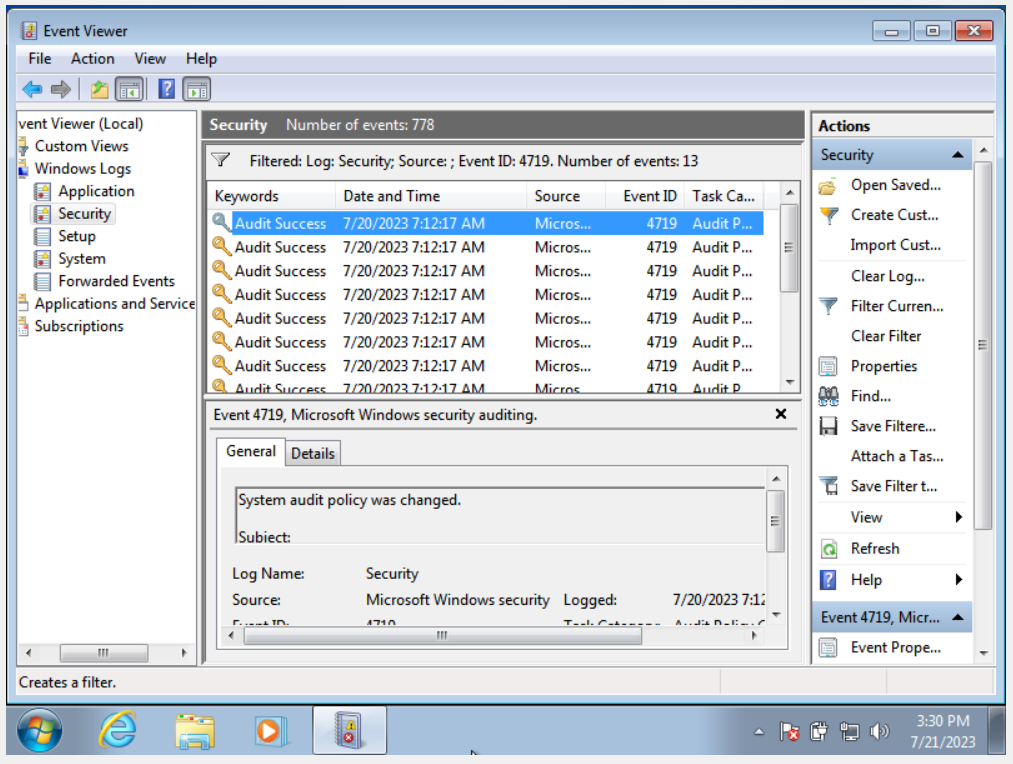 Event Viewer
File Action View Help
vent Viewer (Local)
Custom Views
Windows Logs
Application
Security
Setup
System
Forwarded Events
Applications and Service
Subscriptions
Security Number of events: 778
Filtered: Log: Security; Source: ; Event ID: 4719. Number of events: 13
Keywords Date and Time Source Event ID Task Ca...
Audit Success 7/20/2023 7:12:17 AM Micros... 4719 Audit P...
Audit Success 7/20/2023 7:12:17 AM Micros... 4719 Audit P...
Audit Success 7/20/2023 7:12:17 AM Micros... 4719 Audit P...
Audit Success 7/20/2023 7:12:17 AM Micros... 4719 Audit P...
Audit Success 7/20/2023 7:12:17 AM Micros... 4719 Audit P...
Audit Success 7/20/2023 7:12:17 AM Micros... 4719 Audit P...
Audit Success 7/20/2023 7:12:17 AM Micros... 4719 Audit P...
Audit Success 7/20/2023 7:12:17 AM Micros 4719 Audit P
Event 4719, Microsoft Windows security auditing.
General Details
System audit policy was changed.
Subject:
Log Name: Security
Source: Microsoft Windows security Logged: 7/20/2023 7:12
Event ID: 4719 Task Category: Audit Policy C
Actions
Security
Open Saved...
Create Cust...
Import Cust...
Clear Log...
Filter Curren...
Clear Filter
Properties
Find...
Save Filtere...
Attach a Tas...
Save Filter t...
View
Refresh
Help
Event 4719, Micr...
Event Prope...
Creates a filter.
3:30 PM
7/21/2023